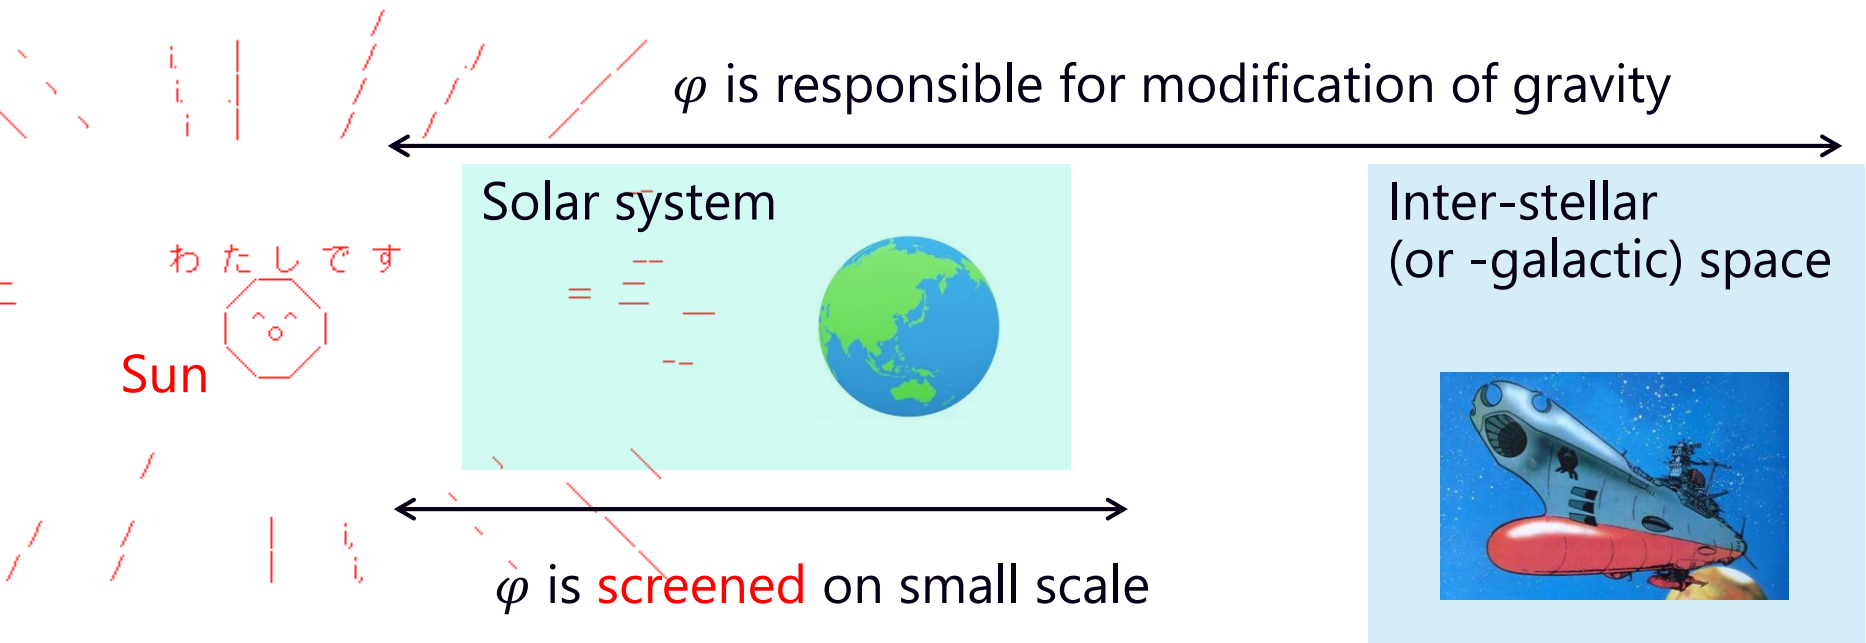 φ is responsible for modification of gravity
Solar system
Inter-stellar
(or -galactic) space
わたしです
Sun
φ is screened on small scale